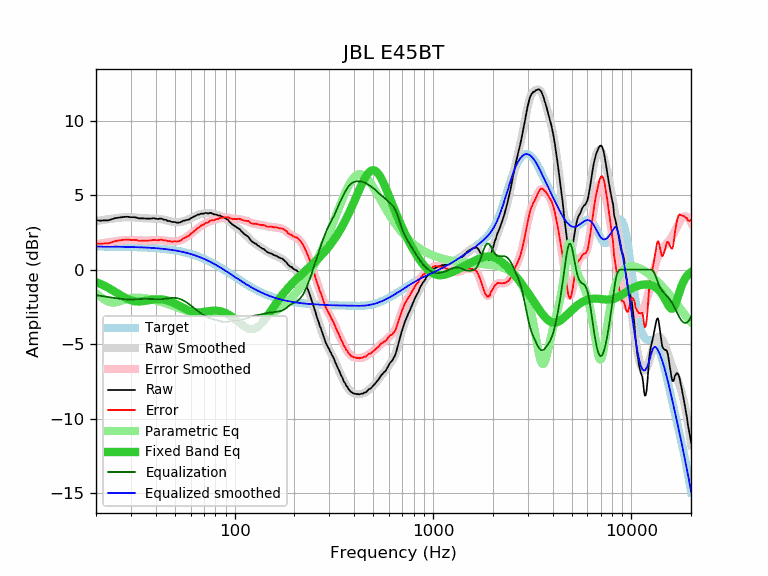 JBL E45BT
Amplitude (dBr)
10
5
0
−5
−10
−15
Target
Raw Smoothed
Error Smoothed
Raw
Error
Parametric Eq
Fixed Band Eq
Equalization
Equalized smoothed
100 1000 10000
Frequency (Hz)